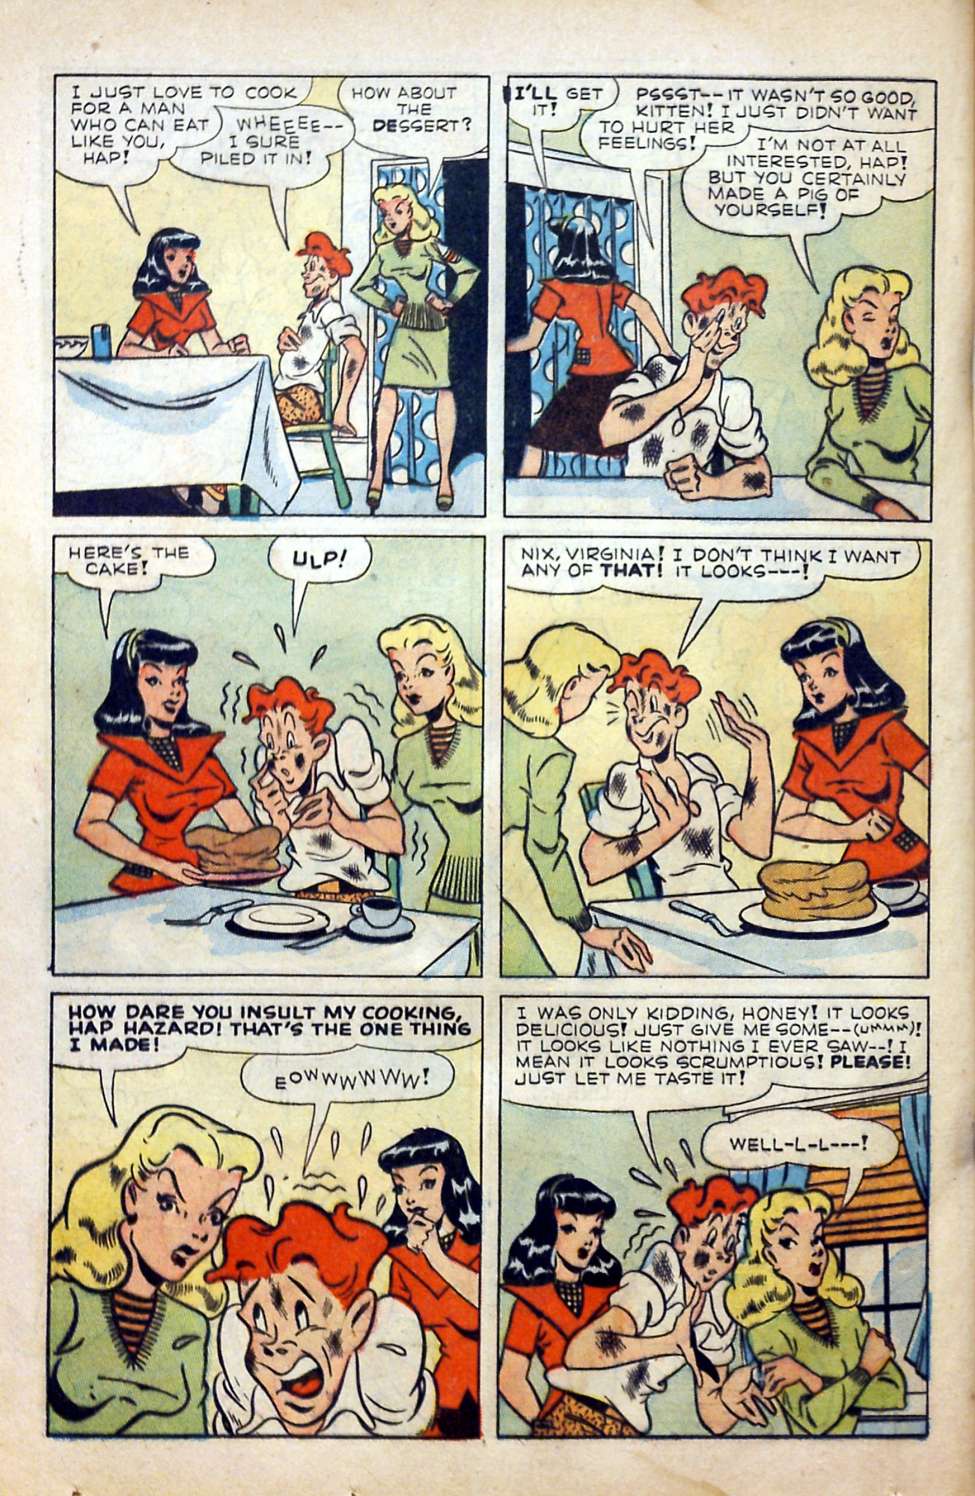 I JUST LOVE TO COOK
FOR A MAN
WHO CAN EAT
LIKE YOU,
HAP!
WHEEEE--
I SURE
PILED IT IN!
HOW ABOUT
THE
DESSERT?
I'LL GET
IT!
PSSST-- IT WASN'T SO GOOD,
KITTEN! I JUST DIDN'T WANT
TO HURT HER
FEELINGS!
I'M NOT AT ALL
INTERESTED, HAP!
BUT YOU CERTAINLY
MADE A PIG OF
YOURSELF!
HERE'S THE
CAKE!
ULP!
NIX, VIRGINIA! I DON'T THINK I WANT
ANY OF THAT! IT LOOKS---!
HOW DARE YOU INSULT MY COOKING,
HAP HAZARD! THAT'S THE ONE THING
I MADE!
EOWWWWWW!
I WAS ONLY KIDDING, HONEY! IT LOOKS
DELICIOUS! JUST GIVE ME SOME--(UMMM)!
IT LOOKS LIKE NOTHING I EVER SAW--! I
MEAN IT LOOKS SCRUMPTIOUS! PLEASE!
JUST LET ME TASTE IT!
WELL-L-L---!